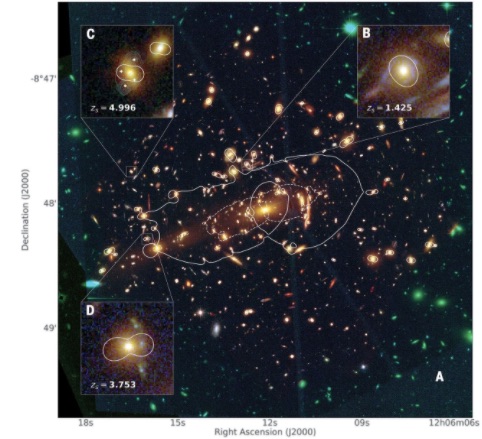 C
B
z_s = 4.996
z_s = 1.425
-8°47'
48'
49'
Declination (J2000)
D
z_s = 3.753
A
18s 15s 12s 09s 12h06m06s
Right Ascension (J2000)